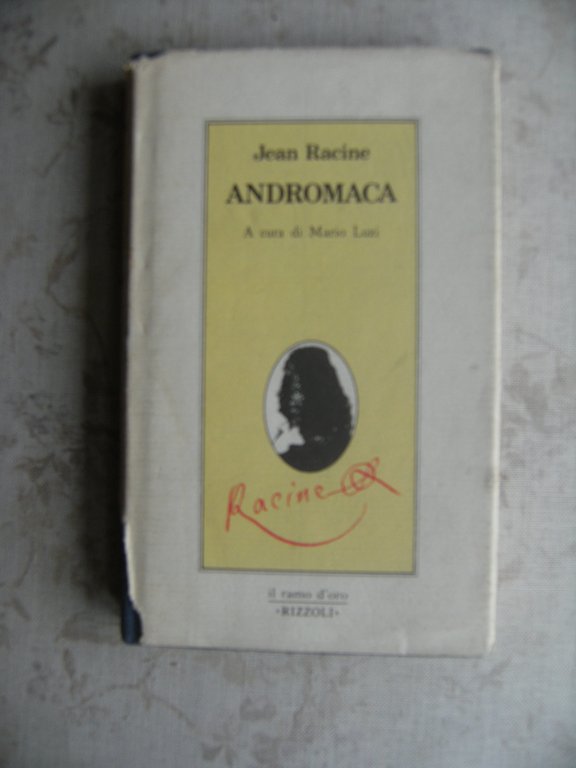 Jean Racine
ANDROMACA
A cura di Mario Luzi
Racine
il ramo d'oro
«RIZZOLI»